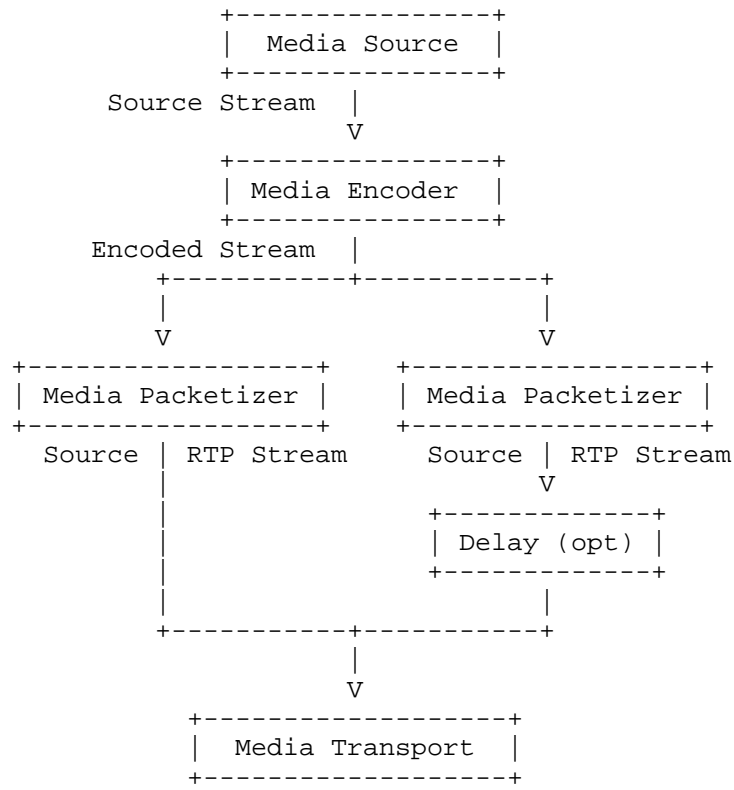 Media Source
Source Stream
V
Media Encoder
Encoded Stream
V V
Media Packetizer Media Packetizer
Source RTP Stream Source RTP Stream
V
Delay (opt)
V
Media Transport